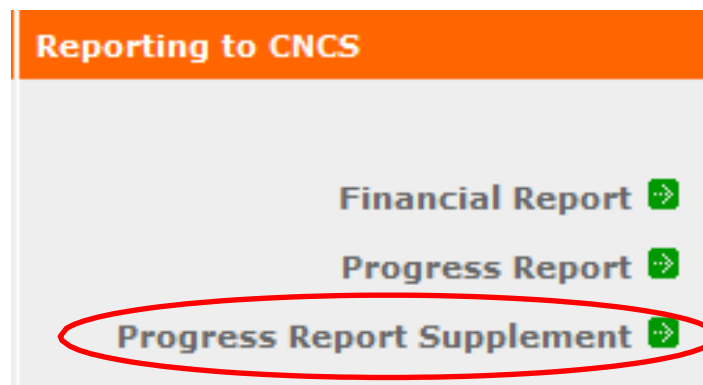 Reporting to CNCS
Financial Report
Progress Report
Progress Report Supplement